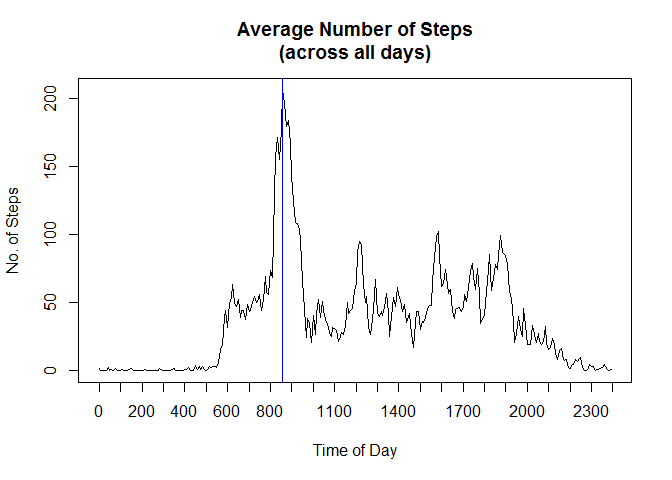 Average Number of Steps
(across all days)
No. of Steps
200
150
100
50
0
0 200 400 600 800 1100 1400 1700 2000 2300
Time of Day